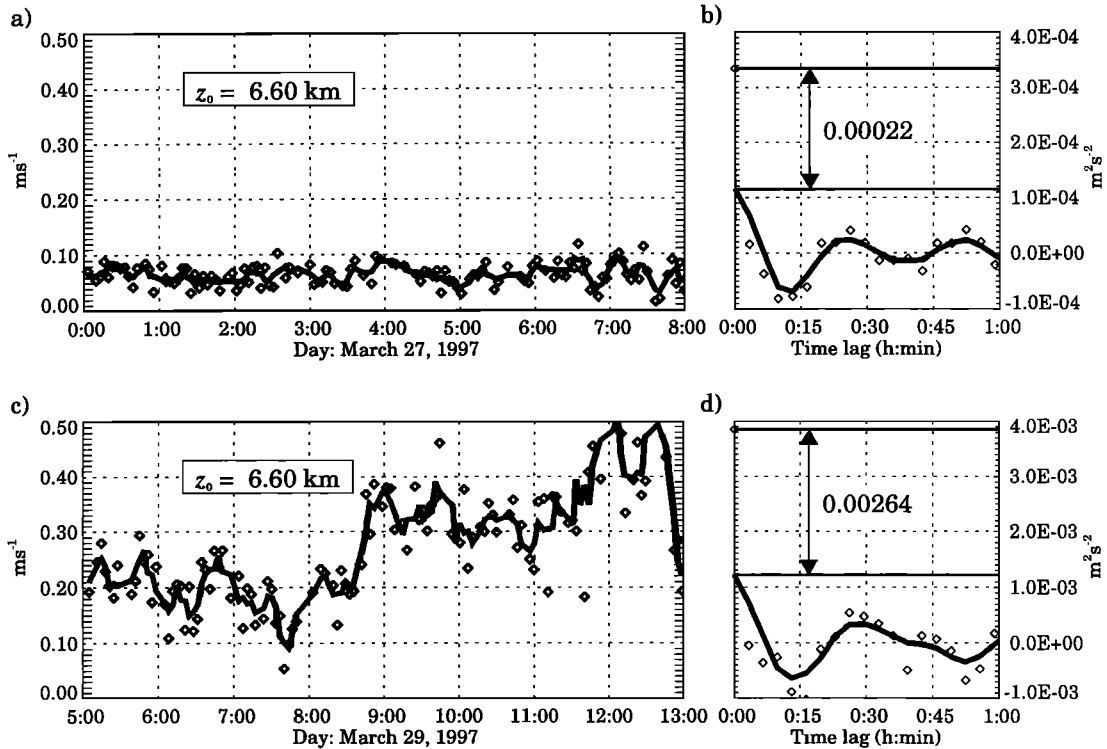 a)
0.50
0.40
0.30
0.20
0.10
0.00
ms-1
z0 = 6.60 km
0:00 1:00 2:00 3:00 4:00 5:00 6:00 7:00 8:00
Day: March 27, 1997
b)
4.0E-04
3.0E-04
2.0E-04
1.0E-04
0.0E+00
-1.0E-04
m2s-2
0.00022
0:00 0:15 0:30 0:45 1:00
Time lag (h:min)
c)
0.50
0.40
0.30
0.20
0.10
0.00
ms-1
z0 = 6.60 km
5:00 6:00 7:00 8:00 9:00 10:00 11:00 12:00 13:00
Day: March 29, 1997
d)
4.0E-03
3.0E-03
2.0E-03
1.0E-03
0.0E+00
-1.0E-03
m2s-2
0.00264
0:00 0:15 0:30 0:45 1:00
Time lag (h:min)